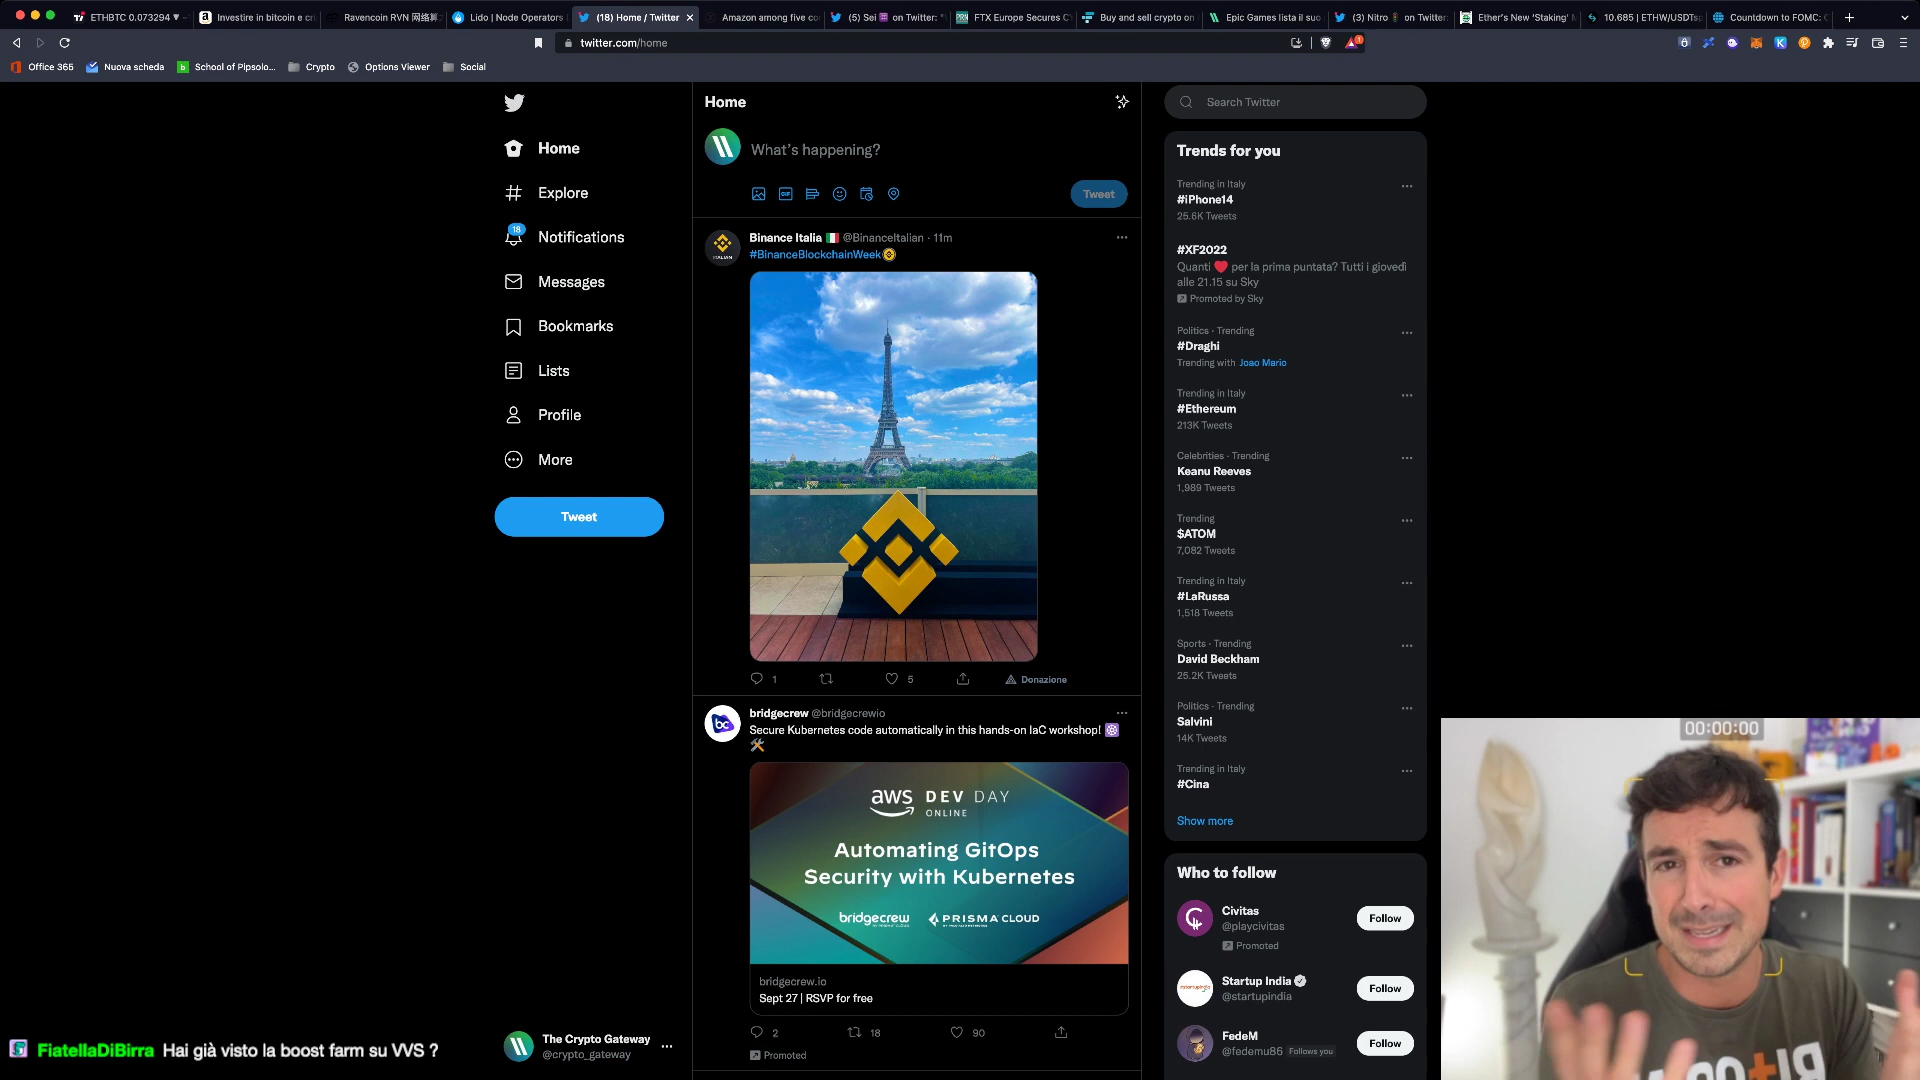 ETHBTC 0.073294
Investire in bitcoin e cri
Ravencoin RVN 网络算
Lido | Node Operators
(18) Home / Twitter
Amazon among five co
(5) Sei on Twitter: "
FTX Europe Secures C
Buy and sell crypto on
Epic Games lista il suo
(3) Nitro on Twitter:
Ether's New 'Staking' M
10.685 | ETHW/USDTsp
Countdown to FOMC: C
twitter.com/home
1
Office 365
Nuova scheda
School of Pipsolo...
Crypto
Options Viewer
Social
Home
Explore
18
Notifications
Messages
Bookmarks
Lists
Profile
More
Tweet
The Crypto Gateway
@crypto_gateway
Home
What's happening?
GIF
Tweet
Binance Italia @BinanceItalian · 11m
#BinanceBlockchainWeek
ITALIAN
1
5
Donazione
bridgecrew @bridgecrewio
bc
Secure Kubernetes code automatically in this hands-on IaC workshop!
aws DEV DAY
ONLINE
Automating GitOps
Security with Kubernetes
bridgecrew
PRISMA CLOUD
bridgecrew.io
Sept 27 | RSVP for free
2
18
90
Promoted
Search Twitter
Trends for you
Trending in Italy
#iPhone14
25.6K Tweets
#XF2022
Quanti ❤️ per la prima puntata? Tutti i giovedì
alle 21.15 su Sky
Promoted by Sky
Politics · Trending
#Draghi
Trending with Joao Mario
Trending in Italy
#Ethereum
213K Tweets
Celebrities · Trending
Keanu Reeves
1,989 Tweets
Trending
$ATOM
7,082 Tweets
Trending in Italy
#LaRussa
1,518 Tweets
Sports · Trending
David Beckham
25.2K Tweets
Politics · Trending
Salvini
14K Tweets
Trending in Italy
#Cina
Show more
Who to follow
Civitas
@playcivitas
Promoted
Follow
Startup India
@startupindia
Follow
FedeM
@fedemu86 Follows you
Follow
00:00:00
FiatellaDiBirra Hai già visto la boost farm su VVS ?